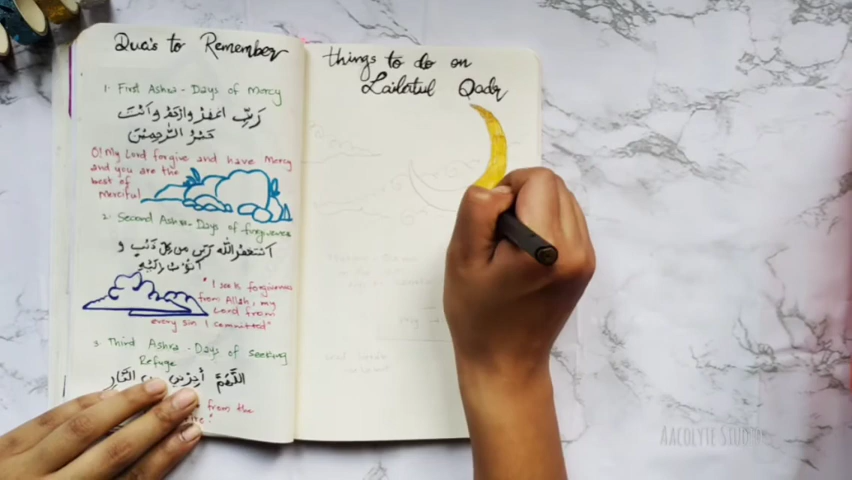 Dua's to Remember
1. First Ashra - Days of Mercy
رَبِّ اغْفِرْ وَارْحَمْ وَاَنْتَ
خَيْرُ الرَّاحِمِيْنَ
O! My Lord forgive and have Mercy
and you are the
best of
Merciful
2. Second Ashra - Days of forgiveness
اَسْتَغْفِرُ اللّٰه رَبِّى مِنْ كُلِّ ذَنْبٍ وَّ
"I seek forgiveness
from Allah, my
Lord from
every sin I committed"
3. Third Ashra - Days of seeking
Refuge
اَللّٰهُمَّ أَجِرْنِي مِنَ النَّارِ
from the
things to do on
Lailatul Qadr
AACOLYTE STUDIO